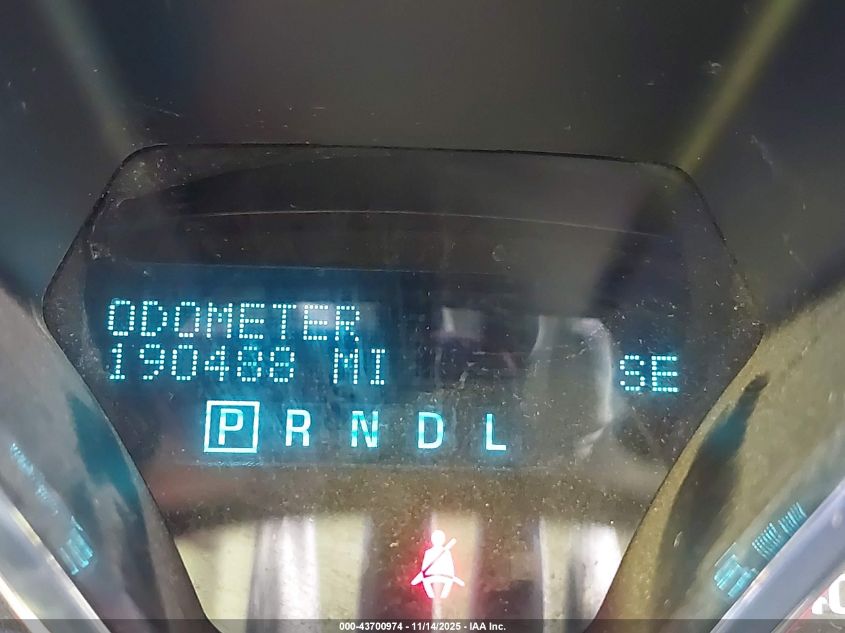 ODOMETER
190488 MI
SE
P R N D L
000-43700974 - 11/14/2025 - IAA Inc.